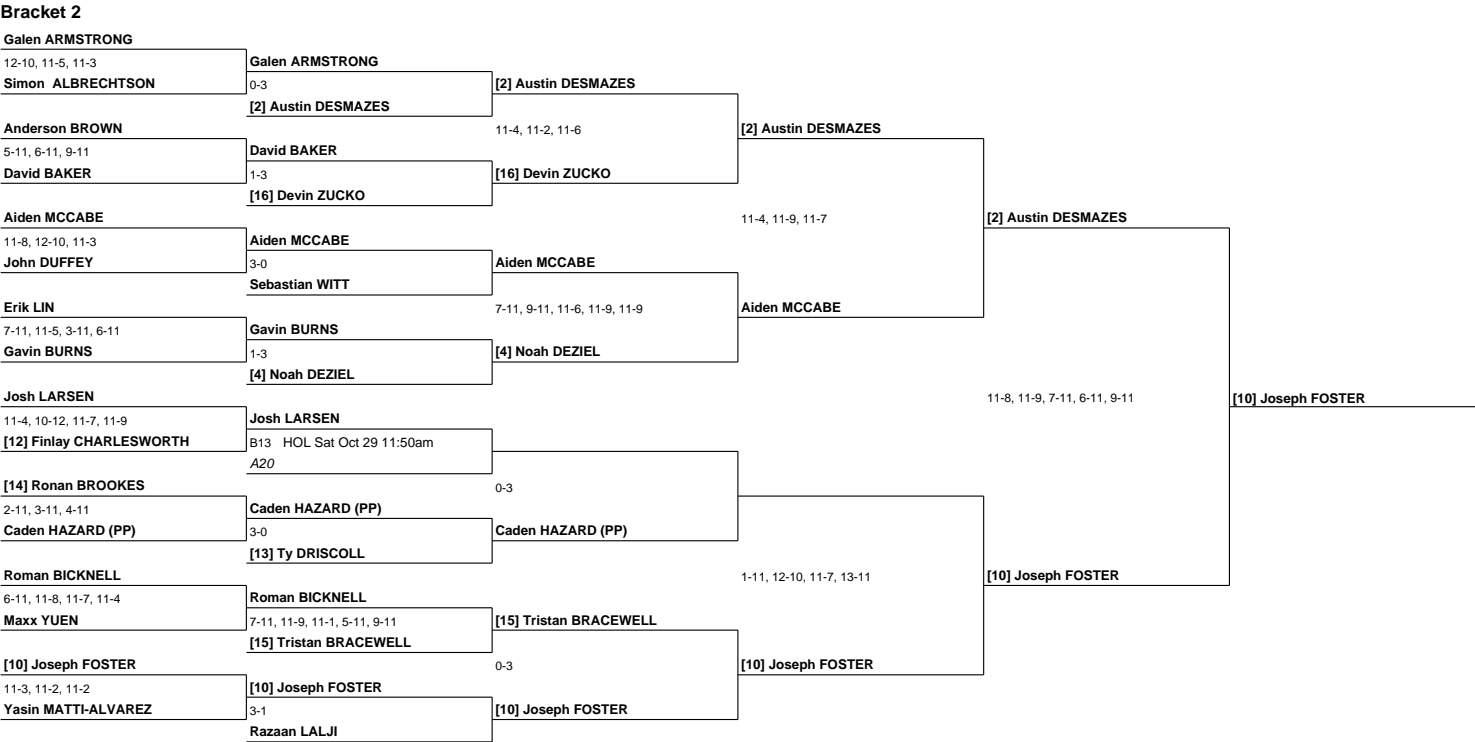 Bracket 2
Galen ARMSTRONG
12-10, 11-5, 11-3
Simon ALBRECHTSON
Anderson BROWN
5-11, 6-11, 9-11
David BAKER
Aiden MCCABE
11-8, 12-10, 11-3
John DUFFEY
Erik LIN
7-11, 11-5, 3-11, 6-11
Gavin BURNS
Josh LARSEN
11-4, 10-12, 11-7, 11-9
[12] Finlay CHARLESWORTH
[14] Ronan BROOKES
2-11, 3-11, 4-11
Caden HAZARD (PP)
Roman BICKNELL
6-11, 11-8, 11-7, 11-4
Maxx YUEN
[10] Joseph FOSTER
11-3, 11-2, 11-2
Yasin MATTI-ALVAREZ
Galen ARMSTRONG
0-3
[2] Austin DESMAZES
David BAKER
1-3
[16] Devin ZUCKO
Aiden MCCABE
3-0
Sebastian WITT
Gavin BURNS
1-3
[4] Noah DEZIEL
Josh LARSEN
B13 HOL Sat Oct 29 11:50am
A20
Caden HAZARD (PP)
3-0
[13] Ty DRISCOLL
Roman BICKNELL
7-11, 11-9, 11-1, 5-11, 9-11
[15] Tristan BRACEWELL
[10] Joseph FOSTER
3-1
Razaan LALJI
[2] Austin DESMAZES
11-4, 11-2, 11-6
[16] Devin ZUCKO
Aiden MCCABE
7-11, 9-11, 11-6, 11-9, 11-9
[4] Noah DEZIEL
0-3
Caden HAZARD (PP)
[15] Tristan BRACEWELL
0-3
[10] Joseph FOSTER
[2] Austin DESMAZES
11-4, 11-9, 11-7
Aiden MCCABE
1-11, 12-10, 11-7, 13-11
[10] Joseph FOSTER
[2] Austin DESMAZES
11-8, 11-9, 7-11, 6-11, 9-11
[10] Joseph FOSTER
[10] Joseph FOSTER